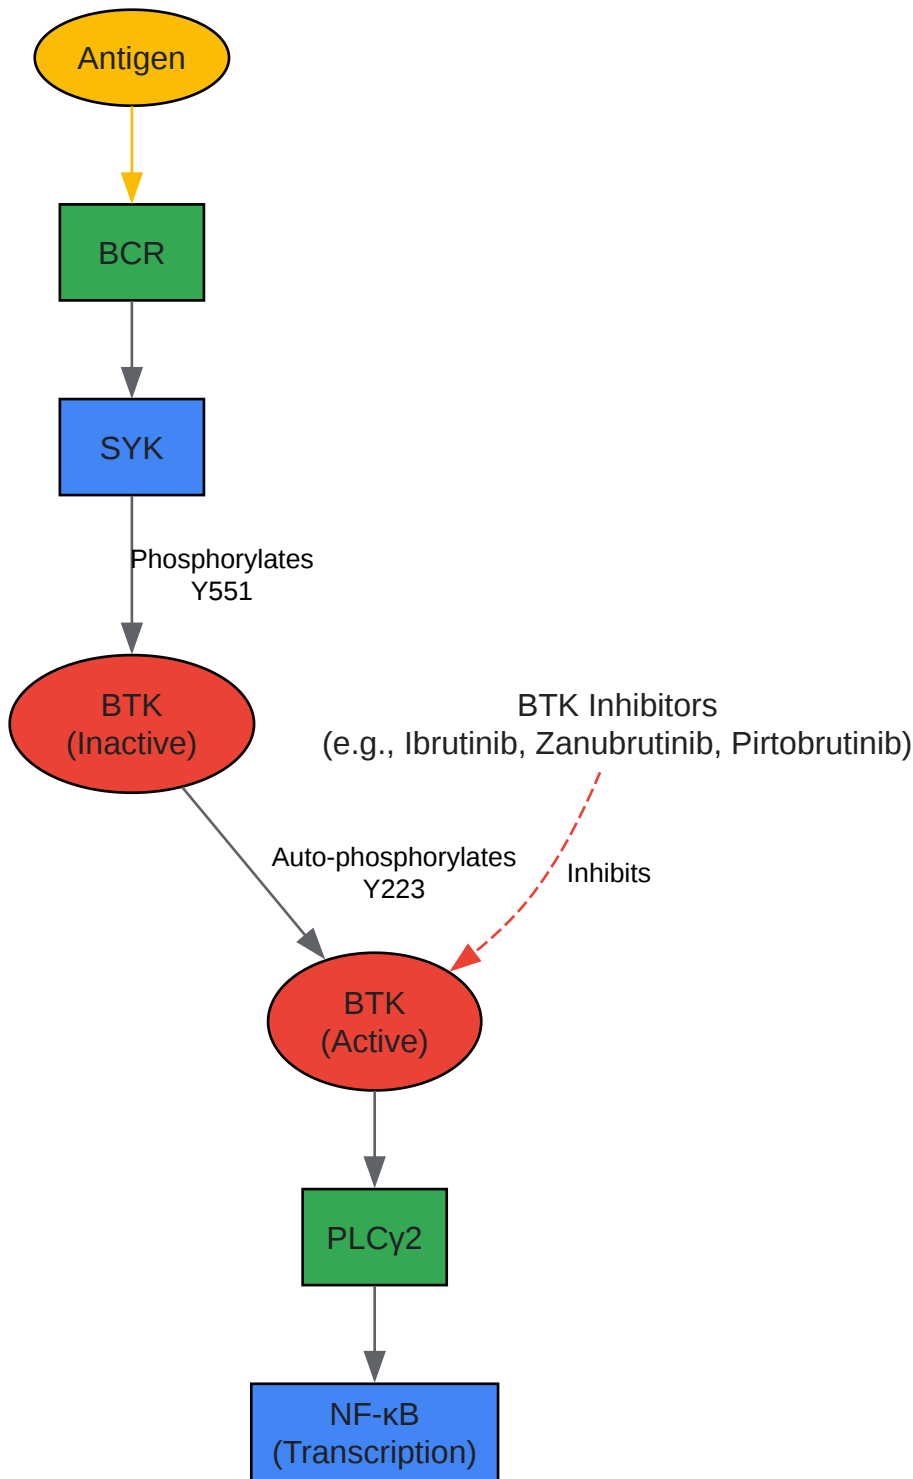 Antigen
BCR
SYK
Phosphorylates
Y551
BTK
(Inactive)
BTK Inhibitors
(e.g., Ibrutinib, Zanubrutinib, Pirtobrutinib)
Auto-phosphorylates
Y223
Inhibits
BTK
(Active)
PLCγ2
NF-κB
(Transcription)